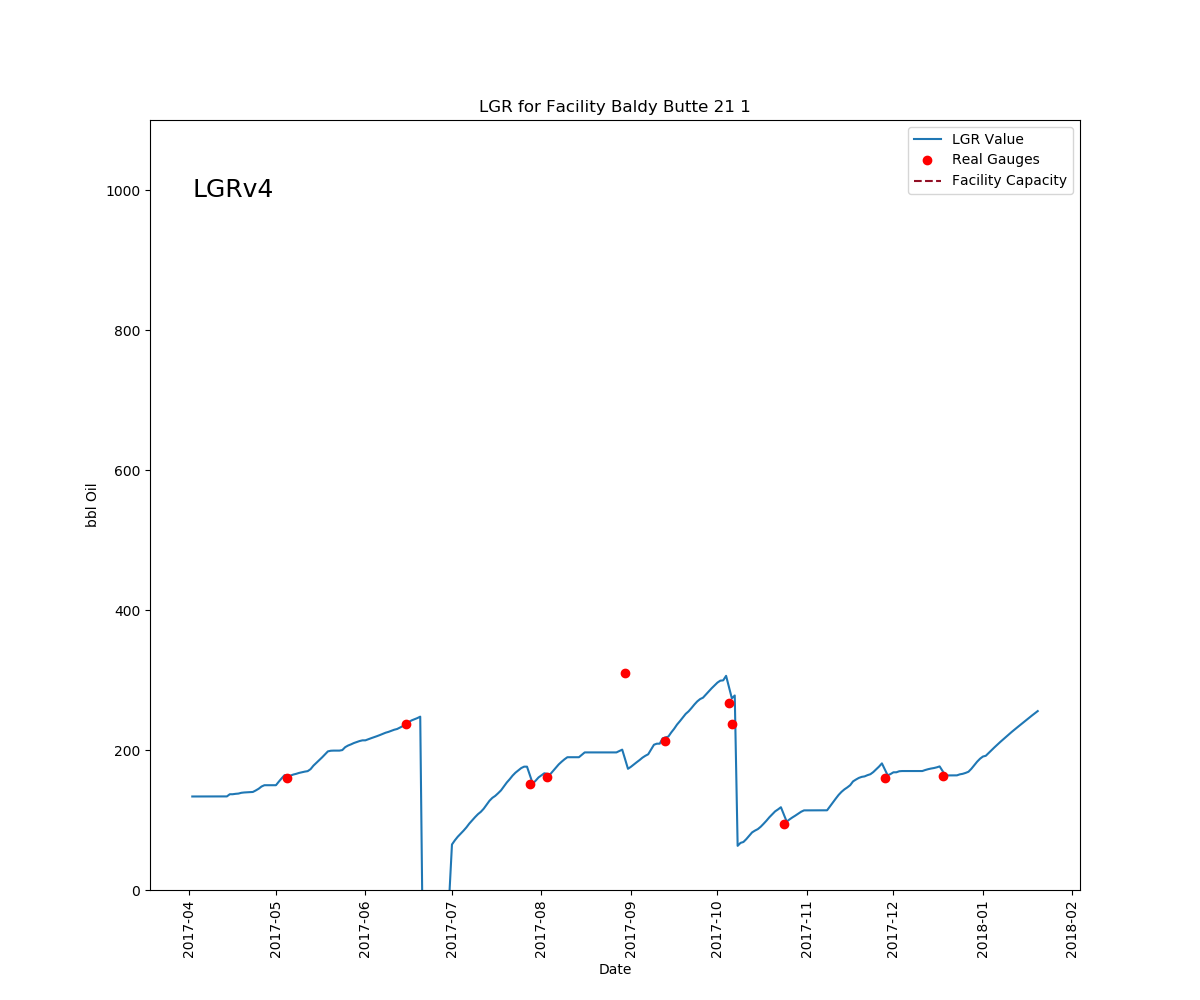 LGR for Facility Baldy Butte 21 1
LGRv4
LGR Value
Real Gauges
Facility Capacity
bbl Oil
1000
800
600
400
200
0
2017-04
2017-05
2017-06
2017-07
2017-08
2017-09
2017-10
2017-11
2017-12
2018-01
2018-02
Date